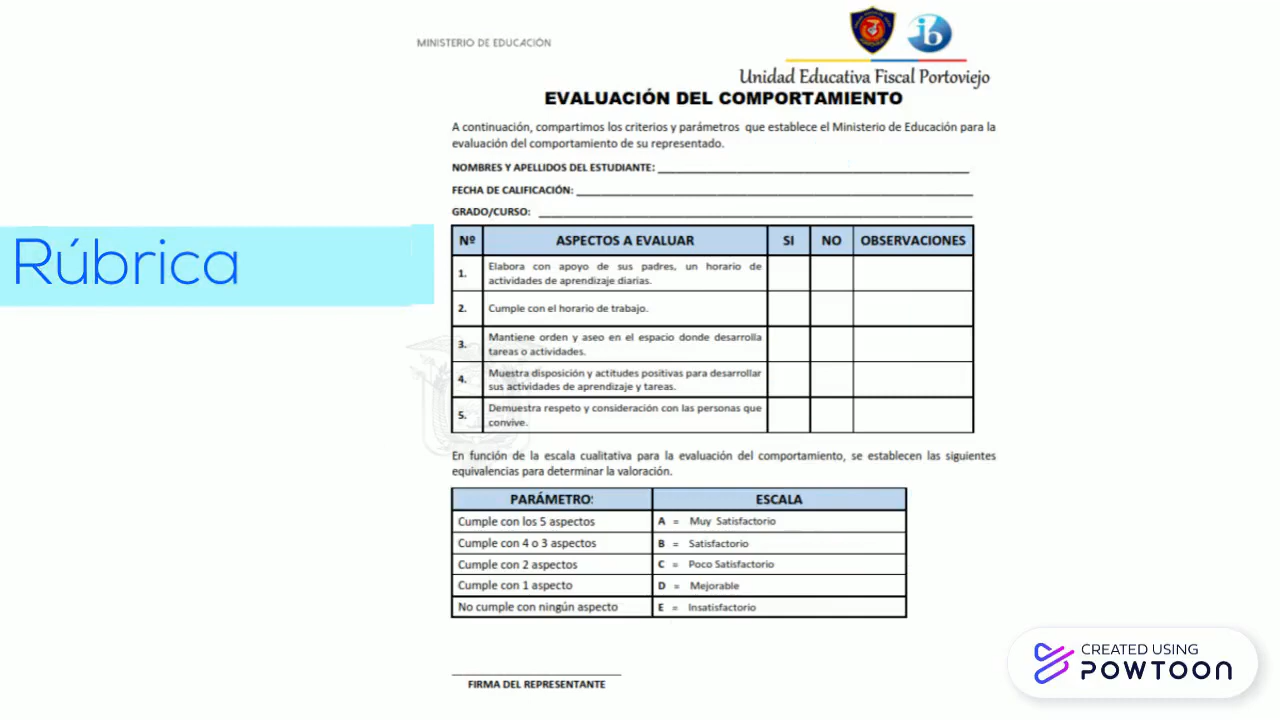 MINISTERIO DE EDUCACIÓN
ib
Unidad Educativa Fiscal Portoviejo
EVALUACIÓN DEL COMPORTAMIENTO
A continuación, compartimos los criterios y parámetros que establece el Ministerio de Educación para la
evaluación del comportamiento de su representado.
NOMBRES Y APELLIDOS DEL ESTUDIANTE:
FECHA DE CALIFICACIÓN:
GRADO/CURSO:
Rúbrica
Nº ASPECTOS A EVALUAR SI NO OBSERVACIONES
1. Elabora con apoyo de sus padres, un horario de
actividades de aprendizaje diarias.
2. Cumple con el horario de trabajo.
3. Mantiene orden y aseo en el espacio donde desarrolla
tareas o actividades.
4. Muestra disposición y actitudes positivas para desarrollar
sus actividades de aprendizaje y tareas.
5. Demuestra respeto y consideración con las personas que
convive.
En función de la escala cualitativa para la evaluación del comportamiento, se establecen las siguientes
equivalencias para determinar la valoración.
PARÁMETRO: ESCALA
Cumple con los 5 aspectos A = Muy Satisfactorio
Cumple con 4 o 3 aspectos B = Satisfactorio
Cumple con 2 aspectos C = Poco Satisfactorio
Cumple con 1 aspecto D = Mejorable
No cumple con ningún aspecto E = Insatisfactorio
FIRMA DEL REPRESENTANTE
CREATED USING
POWTOON